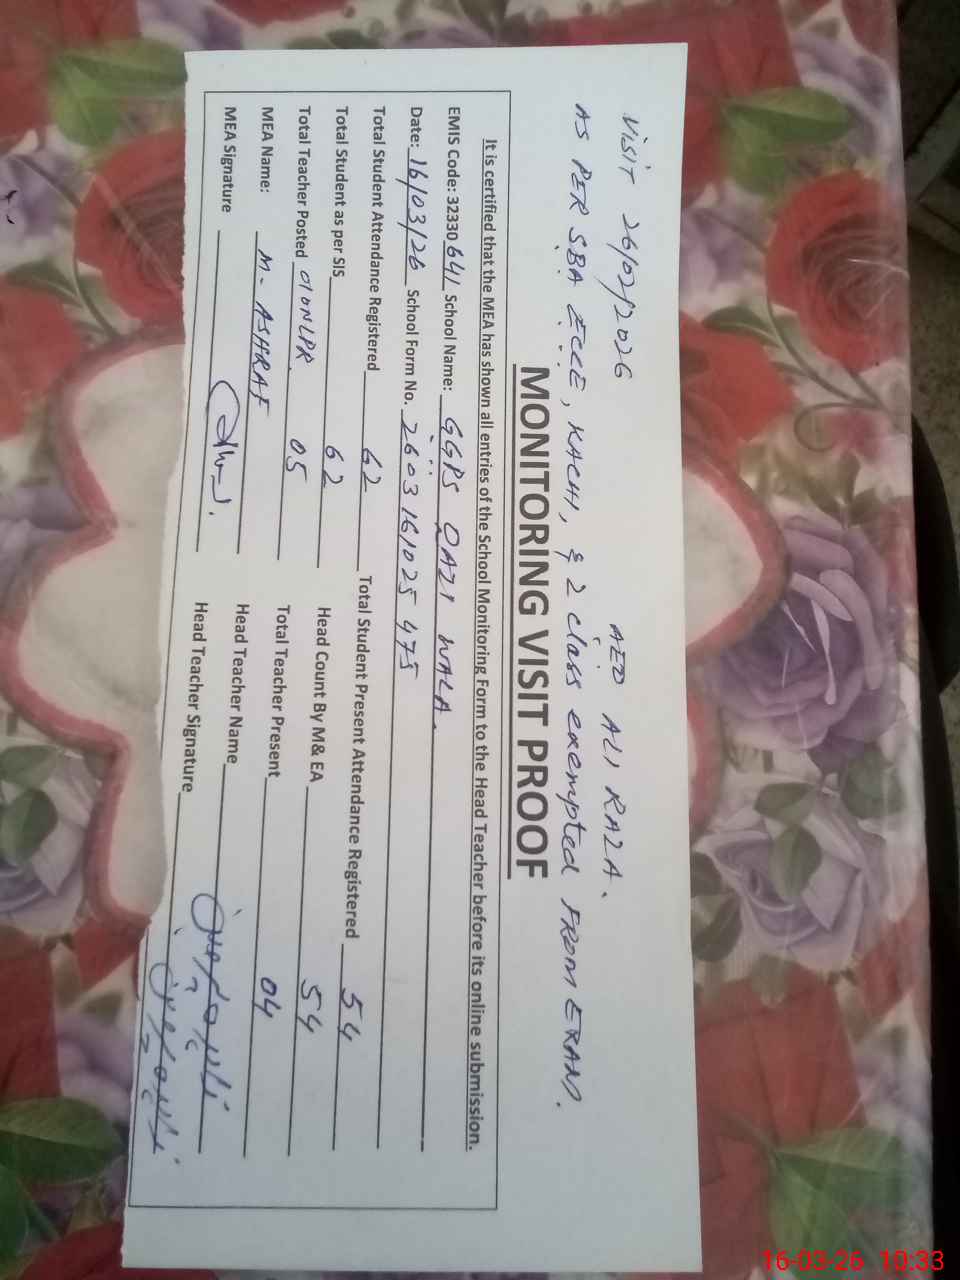 VISIT 26/02/2026 AED ALI RAZA.
AS PER SBA ECCE, KACHI, & 2 class exempted FROM ERAM.
MONITORING VISIT PROOF
It is certified that the MEA has shown all entries of the School Monitoring Form to the Head Teacher before its online submission.
EMIS Code: 32330641 School Name: GGPS QAZI WALA.
Date: 16/03/26 School Form No. 2603161025475
Total Student Attendance Registered 62 Total Student Present Attendance Registered 54
Total Student as per SIS 62 Head Count By M& EA 54
Total Teacher Posted 01 ON LPR. 05 Total Teacher Present 04
MEA Name: M. ASHRAF Head Teacher Name
MEA Signature Head Teacher Signature
16-03-26 10:33